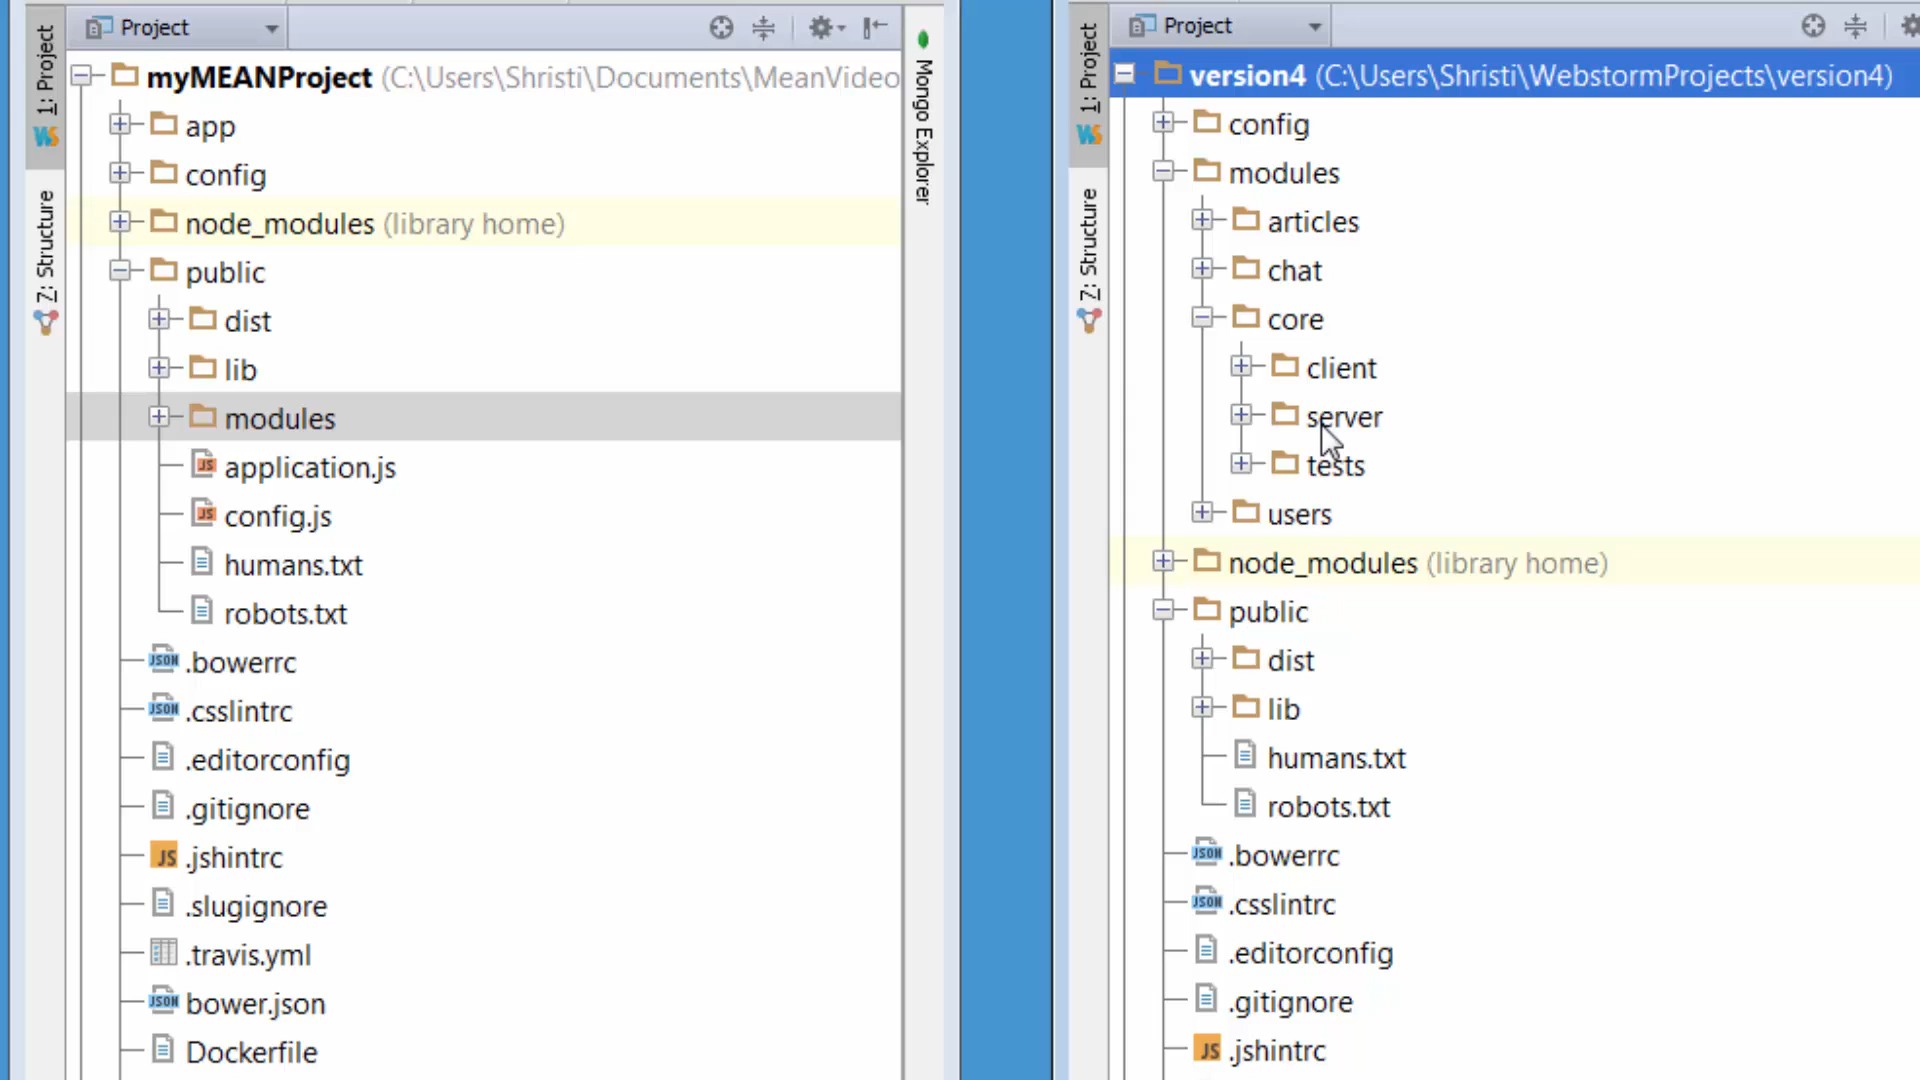 Project
1: Project
7: Structure
myMEANProject (C:\Users\Shristi\Documents\MeanVideo
app
config
node_modules (library home)
public
dist
lib
modules
application.js
config.js
humans.txt
robots.txt
.bowerrc
.csslintrc
.editorconfig
.gitignore
.jshintrc
.slugignore
.travis.yml
bower.json
Dockerfile
Mongo Explorer
Project
1: Project
7: Structure
version4 (C:\Users\Shristi\WebstormProjects\version4)
config
modules
articles
chat
core
client
server
tests
users
node_modules (library home)
public
dist
lib
humans.txt
robots.txt
.bowerrc
.csslintrc
.editorconfig
.gitignore
.jshintrc